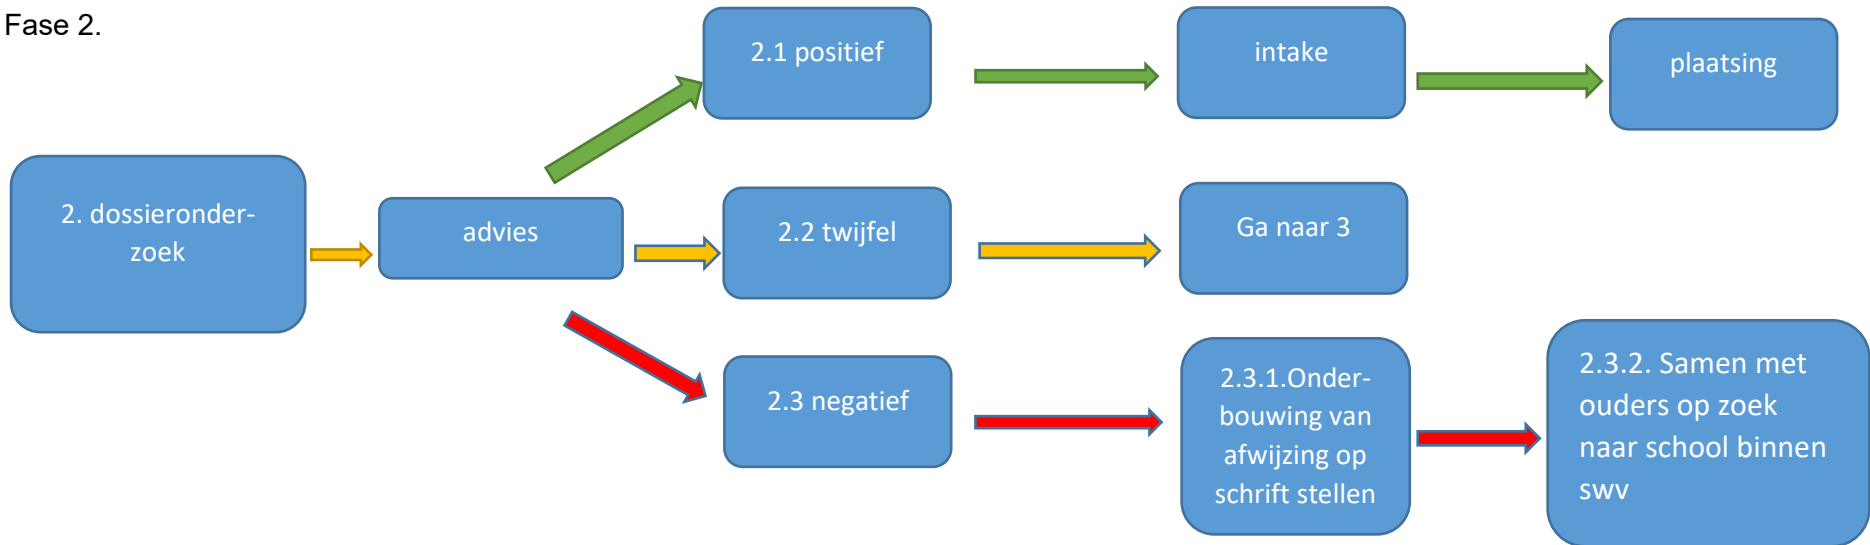 Fase 2.
2.1 positief
intake
plaatsing
2. dossieronder-
zoek
advies
2.2 twijfel
Ga naar 3
2.3 negatief
2.3.1.Onder-
bouwing van
afwijzing op
schrift stellen
2.3.2. Samen met
ouders op zoek
naar school binnen
swv